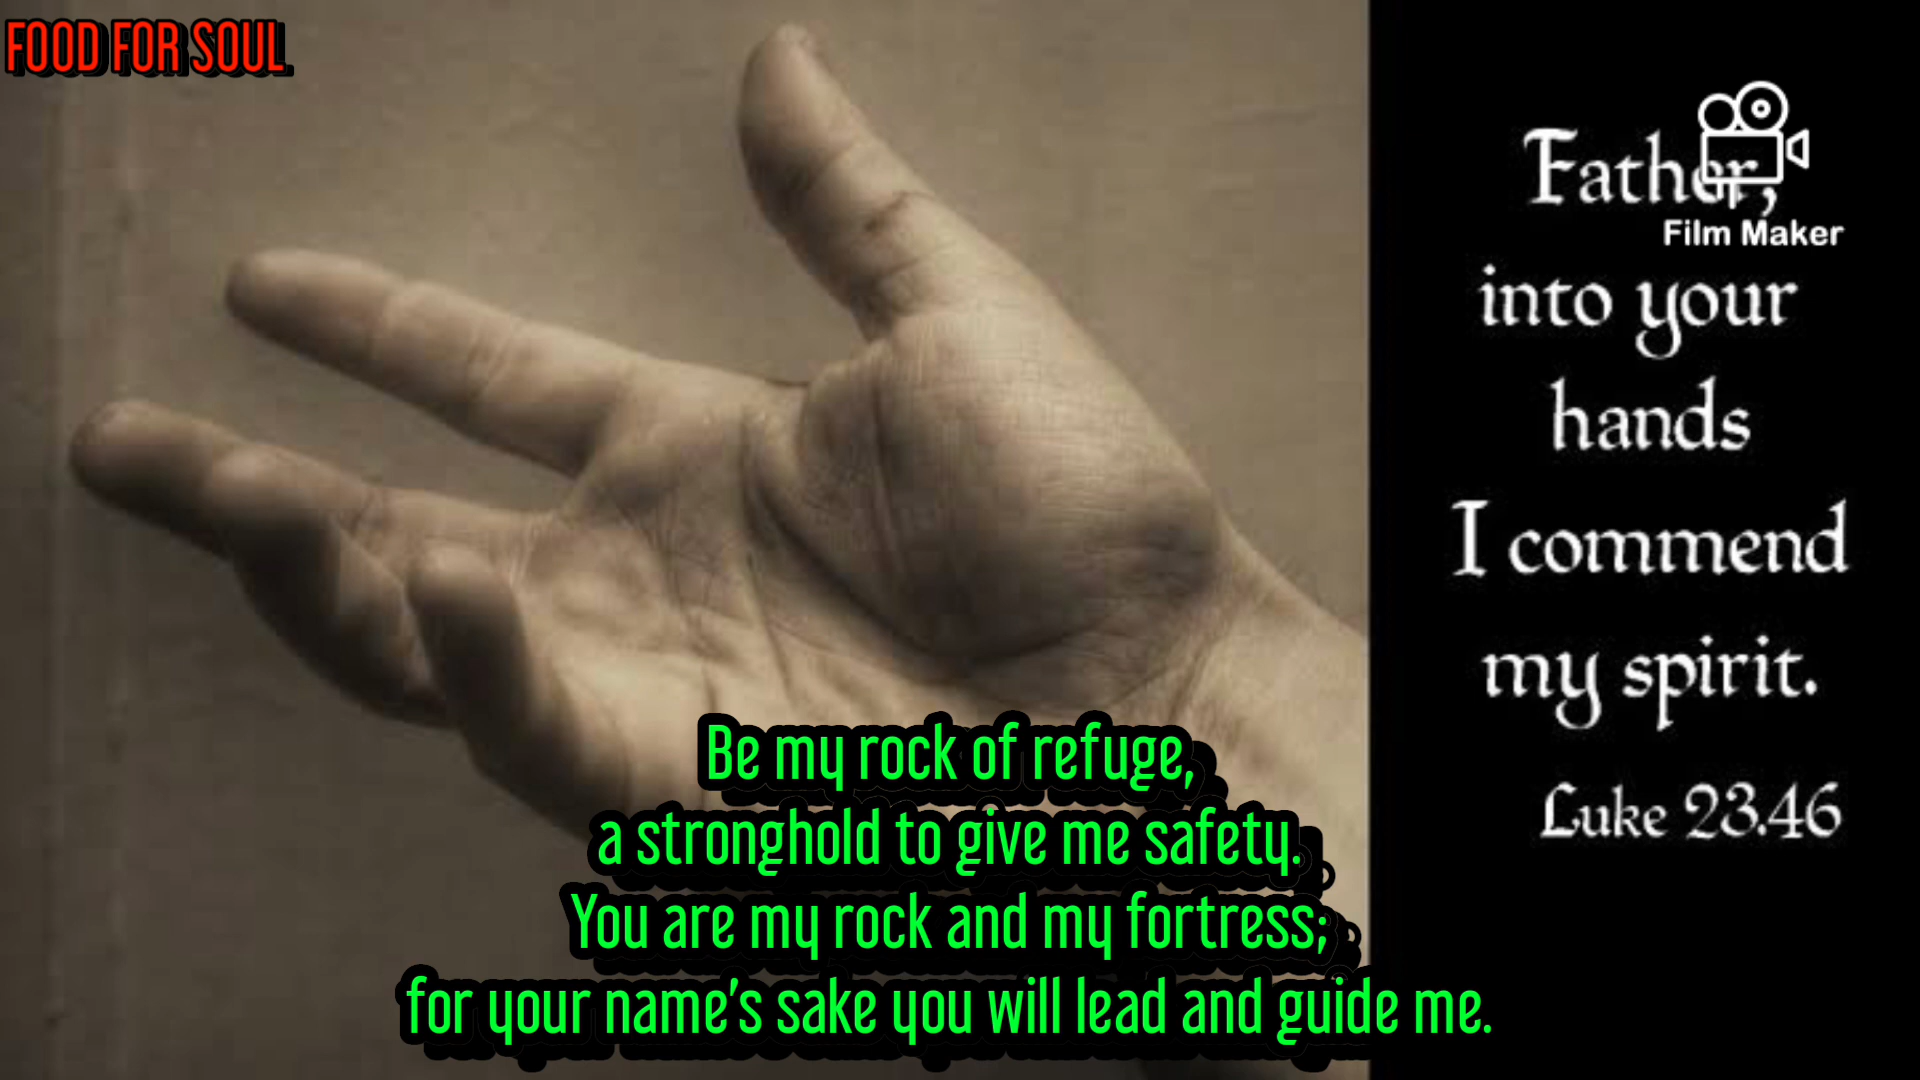 FOOD FOR SOUL
Father,
Film Maker
into your
hands
I commend
my spirit.
Luke 23.46
Be my rock of refuge,
a stronghold to give me safety.
You are my rock and my fortress;
for your name's sake you will lead and guide me.